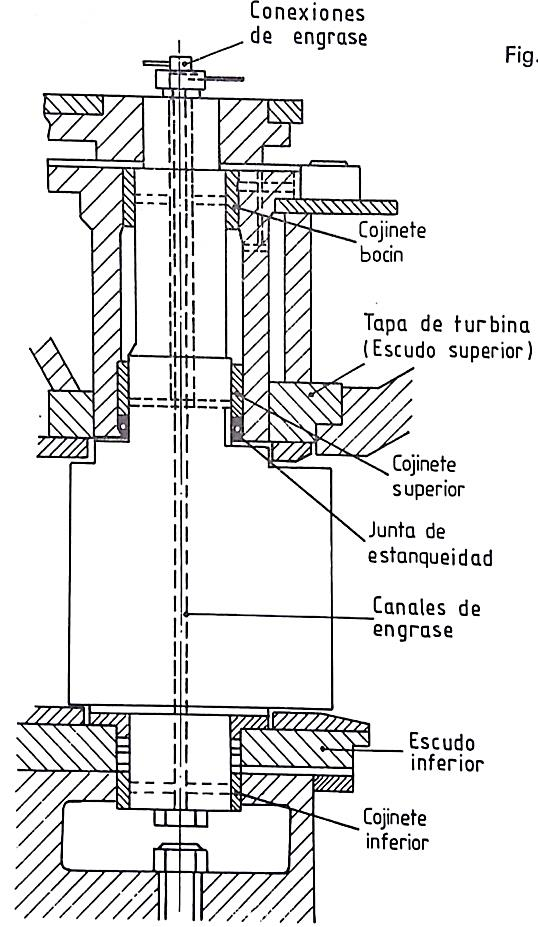 Conexiones
de engrase
Fig.
Cojinete
bocin
Tapa de turbina
(Escudo superior)
Cojinete
superior
Junta de
estanqueidad
Canales de
engrase
Escudo
inferior
Cojinete
inferior